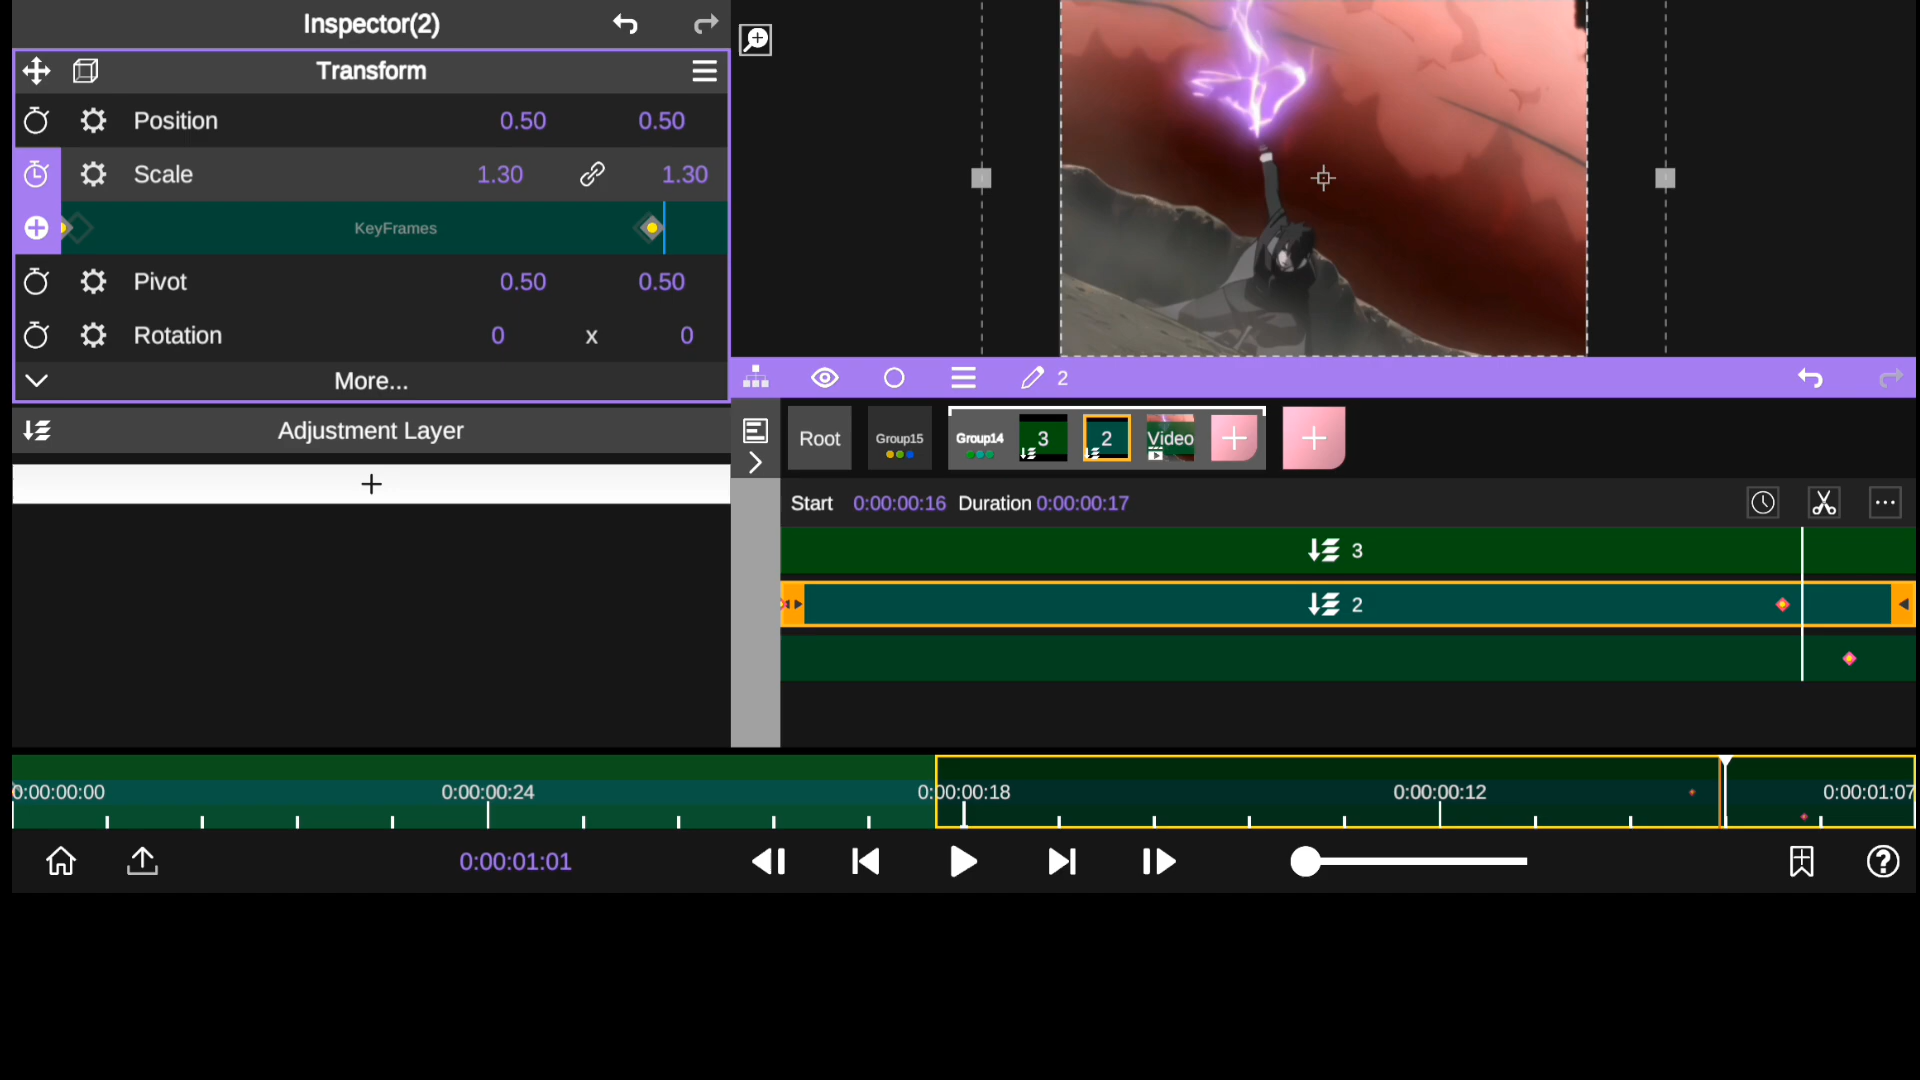 Inspector(2)
Transform
Position 0.50 0.50
Scale 1.30 1.30
KeyFrames
Pivot 0.50 0.50
Rotation 0 x 0
More...
Adjustment Layer
2
Root Group15 Group14 3 2 Video
Start 0:00:00:16 Duration 0:00:00:17
3
2
0:00:00:00 0:00:00:24 0:00:00:18 0:00:00:12 0:00:01:07
0:00:01:01